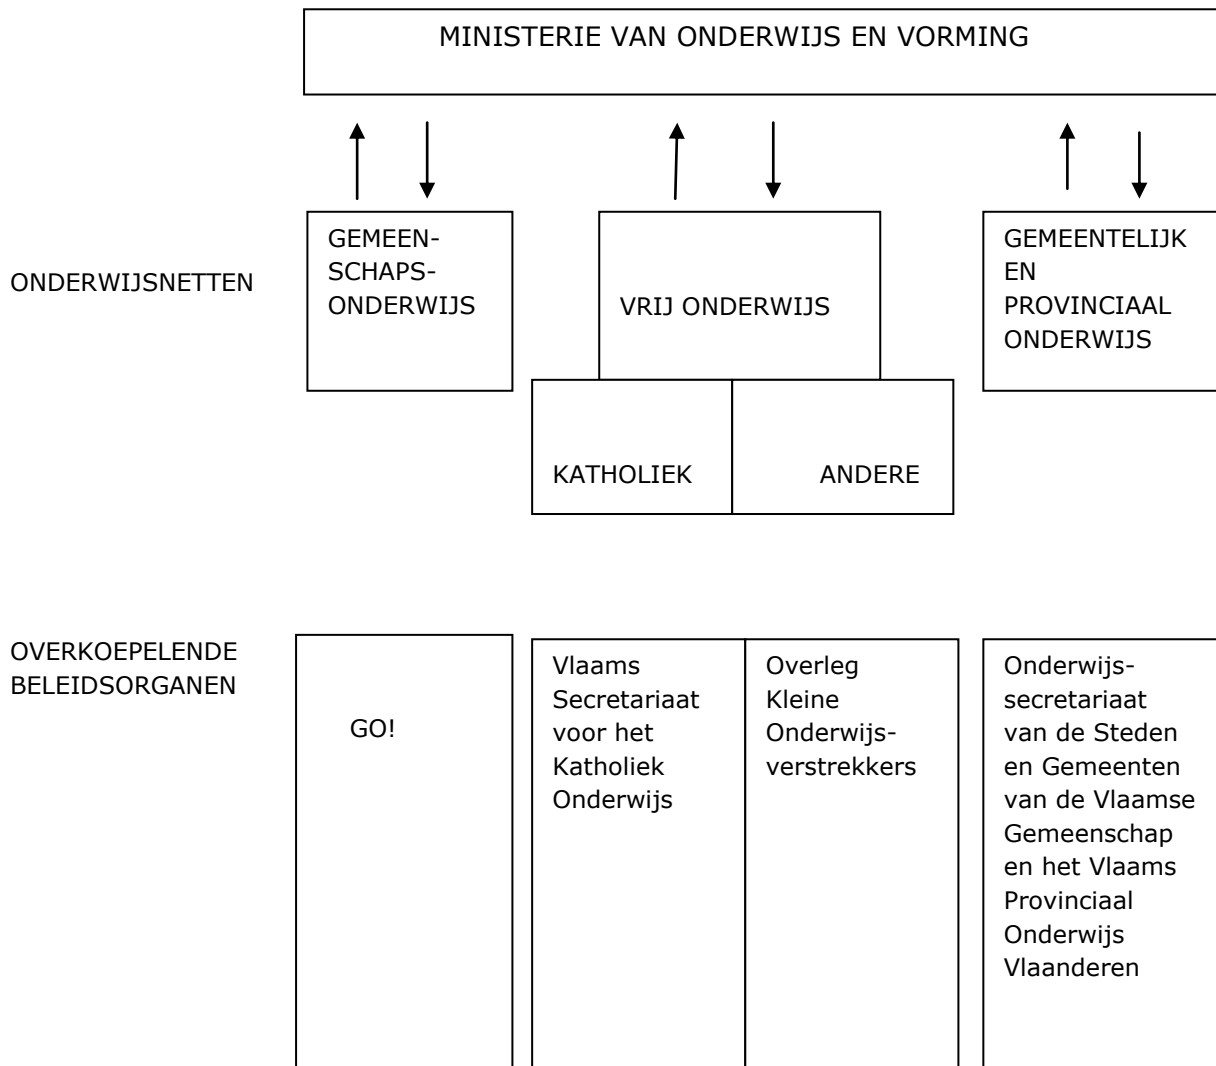 MINISTERIE VAN ONDERWIJS EN VORMING
ONDERWIJSNETTEN
GEMEEN-
SCHAPS-
ONDERWIJS
VRIJ ONDERWIJS
GEMEENTELIJK
EN
PROVINCIAAL
ONDERWIJS
KATHOLIEK
ANDERE
OVERKOEPELENDE
BELEIDSORGANEN
GO!
Vlaams
Secretariaat
voor het
Katholiek
Onderwijs
Overleg
Kleine
Onderwijs-
verstrekkers
Onderwijs-
secretariaat
van de Steden
en Gemeenten
van de Vlaamse
Gemeenschap
en het Vlaams
Provinciaal
Onderwijs
Vlaanderen